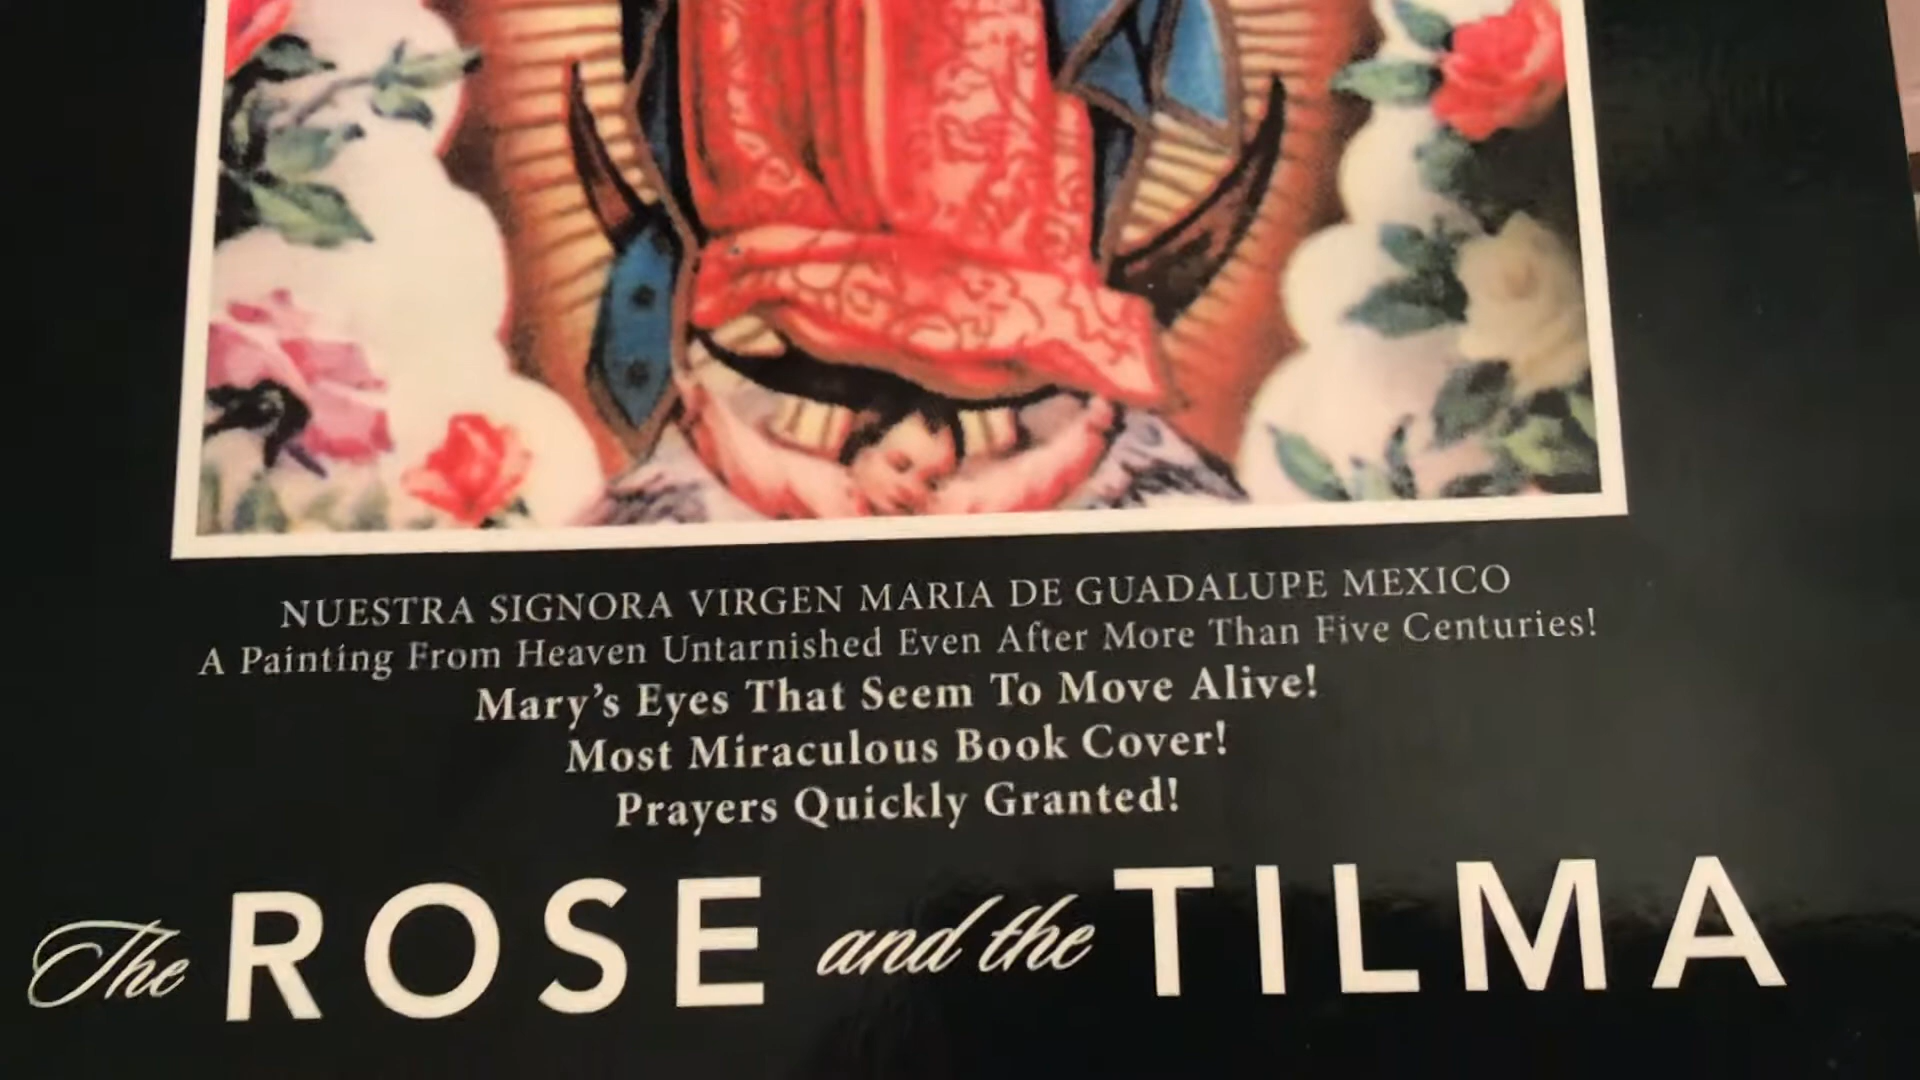 NUESTRA SIGNORA VIRGEN MARIA DE GUADALUPE MEXICO
A Painting From Heaven Untarnished Even After More Than Five Centuries!
Mary's Eyes That Seem To Move Alive!
Most Miraculous Book Cover!
Prayers Quickly Granted!
The ROSE and the TILMA